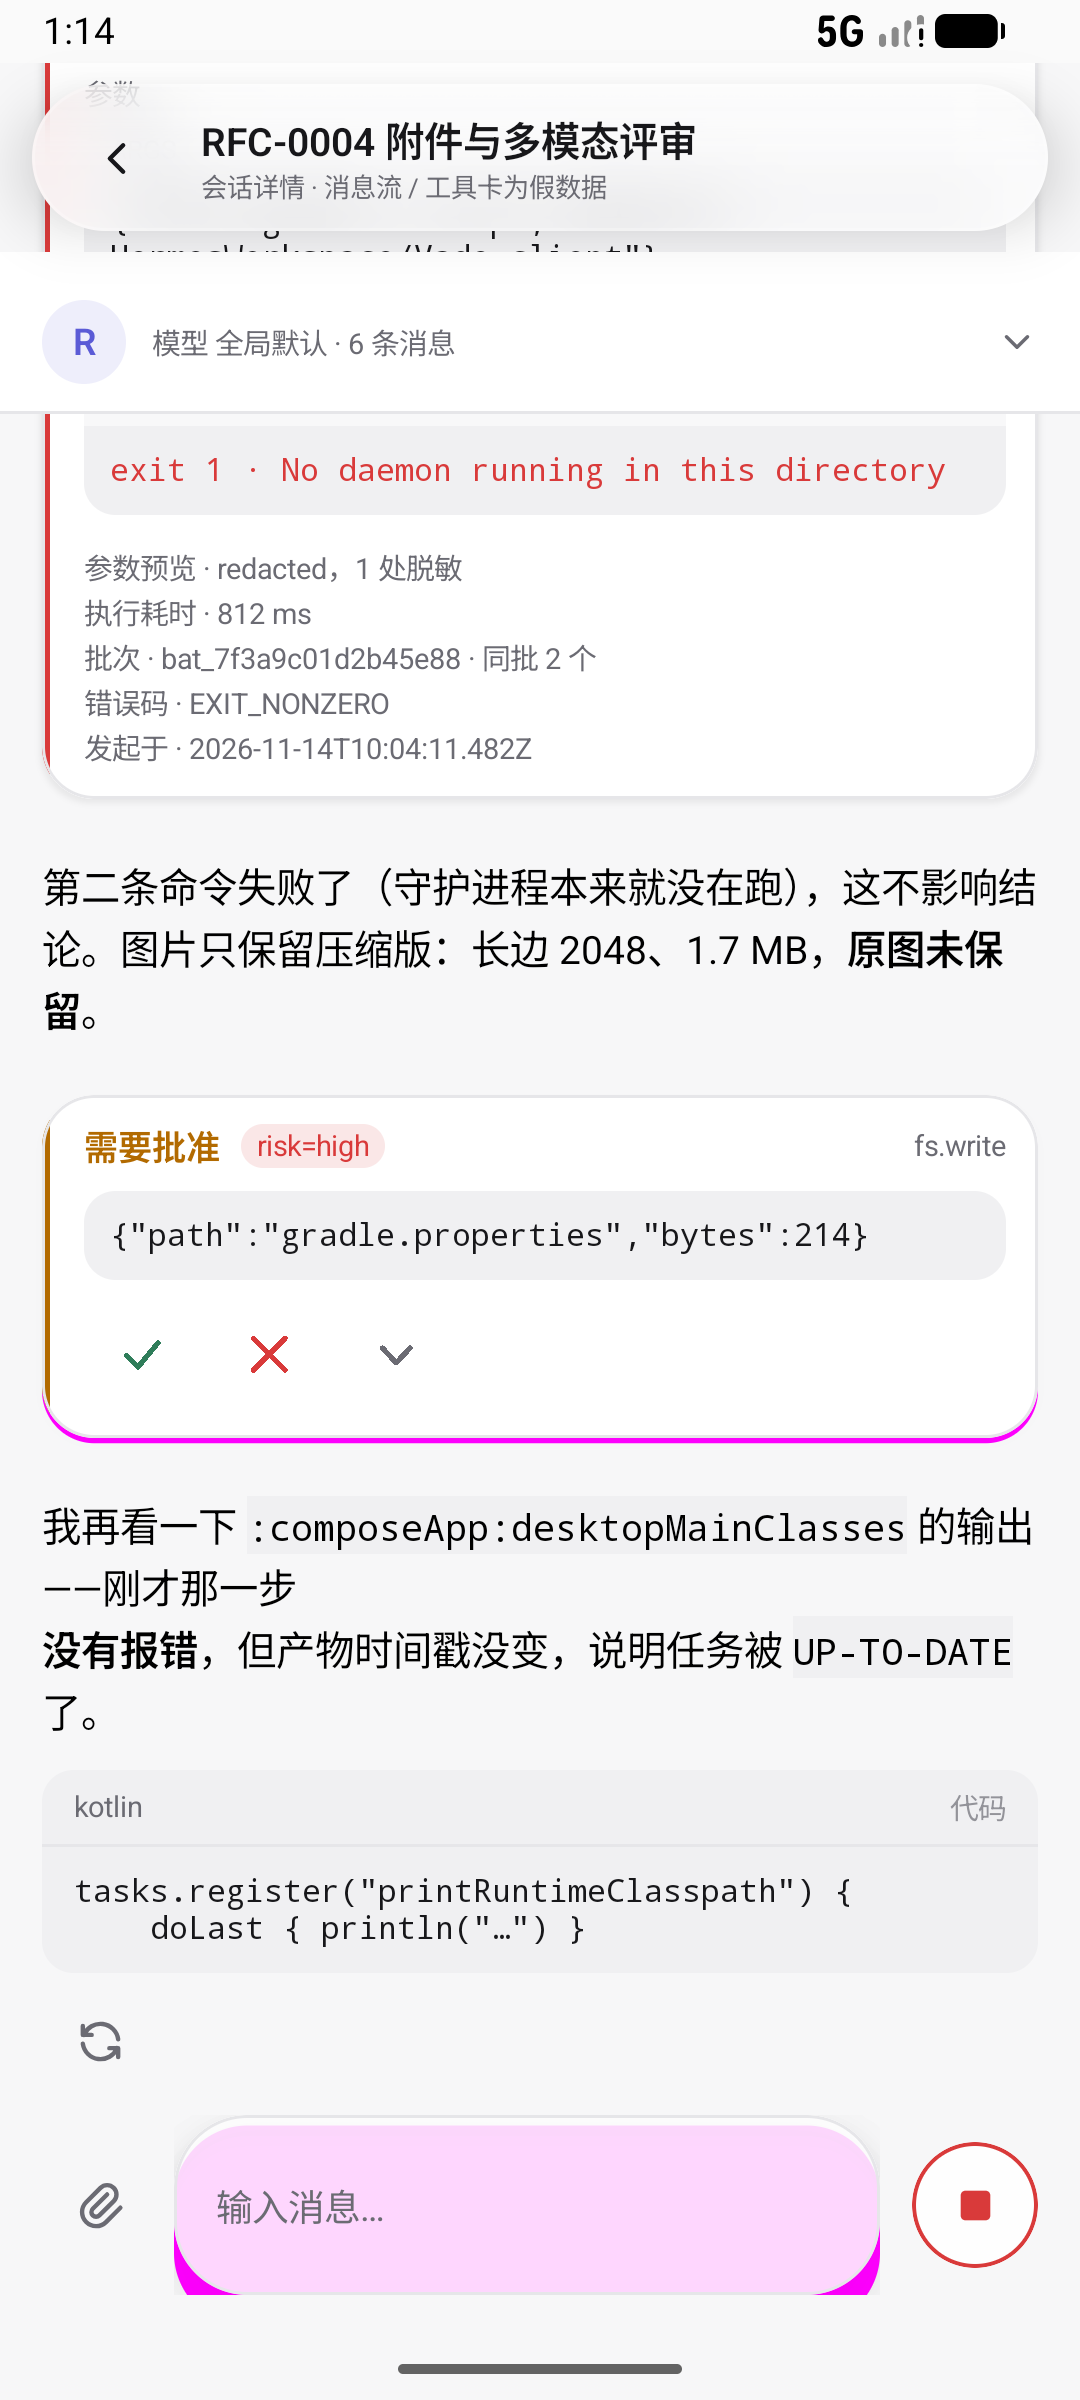 1:14
5G
参数
RFC-0004 附件与多模态评审
会话详情 · 消息流 / 工具卡为假数据
R
模型 全局默认 · 6 条消息
exit 1 · No daemon running in this directory
参数预览 · redacted，1 处脱敏
执行耗时 · 812 ms
批次 · bat_7f3a9c01d2b45e88 · 同批 2 个
错误码 · EXIT_NONZERO
发起于 · 2026-11-14T10:04:11.482Z
第二条命令失败了（守护进程本来就没在跑），这不影响结
论。图片只保留压缩版：长边 2048、1.7 MB，原图未保
留。
需要批准 risk=high fs.write
{"path":"gradle.properties","bytes":214}
我再看一下 :composeApp:desktopMainClasses 的输出
——刚才那一步
没有报错，但产物时间戳没变，说明任务被 UP-TO-DATE
了。
kotlin 代码
tasks.register("printRuntimeClasspath") {
doLast { println("…") }
输入消息…